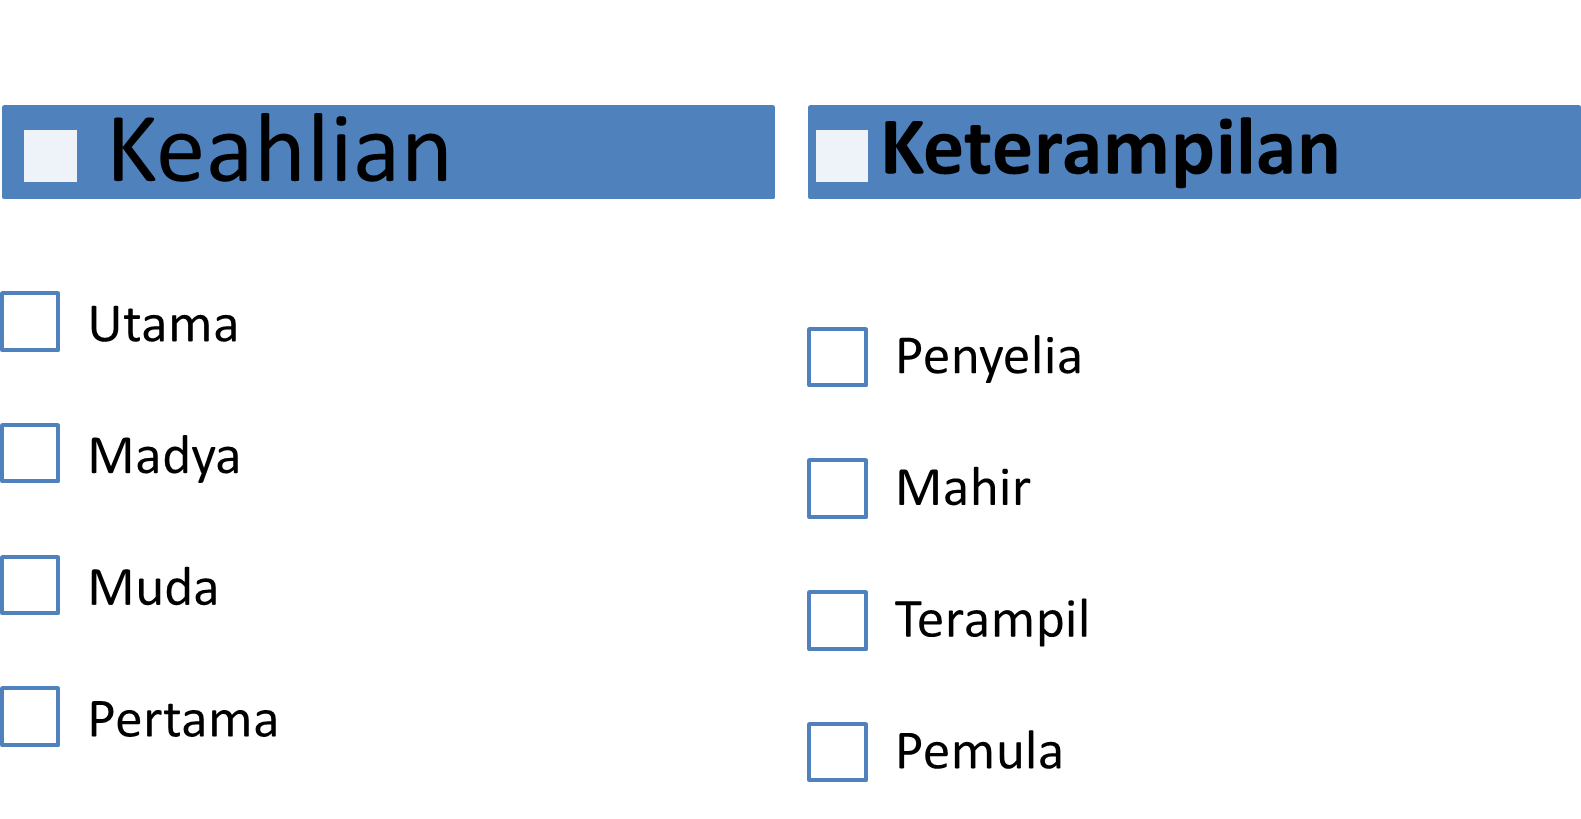 Keahlian
Utama
Madya
Muda
Pertama
Keterampilan
Penyelia
Mahir
Terampil
Pemula